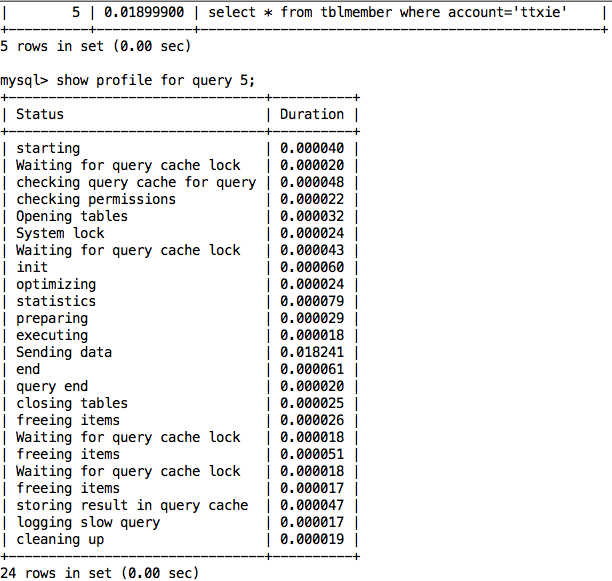 |        5 | 0.01899900 | select * from tblmember where account='ttxie'    |
+----------+------------+--------------------------------------------------+
5 rows in set (0.00 sec)

mysql> show profile for query 5;
+--------------------------------+----------+
| Status                         | Duration |
+--------------------------------+----------+
| starting                       | 0.000040 |
| Waiting for query cache lock   | 0.000020 |
| checking query cache for query | 0.000048 |
| checking permissions           | 0.000022 |
| Opening tables                 | 0.000032 |
| System lock                    | 0.000024 |
| Waiting for query cache lock   | 0.000043 |
| init                           | 0.000060 |
| optimizing                     | 0.000024 |
| statistics                     | 0.000079 |
| preparing                      | 0.000029 |
| executing                      | 0.000018 |
| Sending data                   | 0.018241 |
| end                            | 0.000061 |
| query end                      | 0.000020 |
| closing tables                 | 0.000025 |
| freeing items                  | 0.000026 |
| Waiting for query cache lock   | 0.000018 |
| freeing items                  | 0.000051 |
| Waiting for query cache lock   | 0.000018 |
| freeing items                  | 0.000017 |
| storing result in query cache  | 0.000047 |
| logging slow query             | 0.000017 |
| cleaning up                    | 0.000019 |
+--------------------------------+----------+
24 rows in set (0.00 sec)